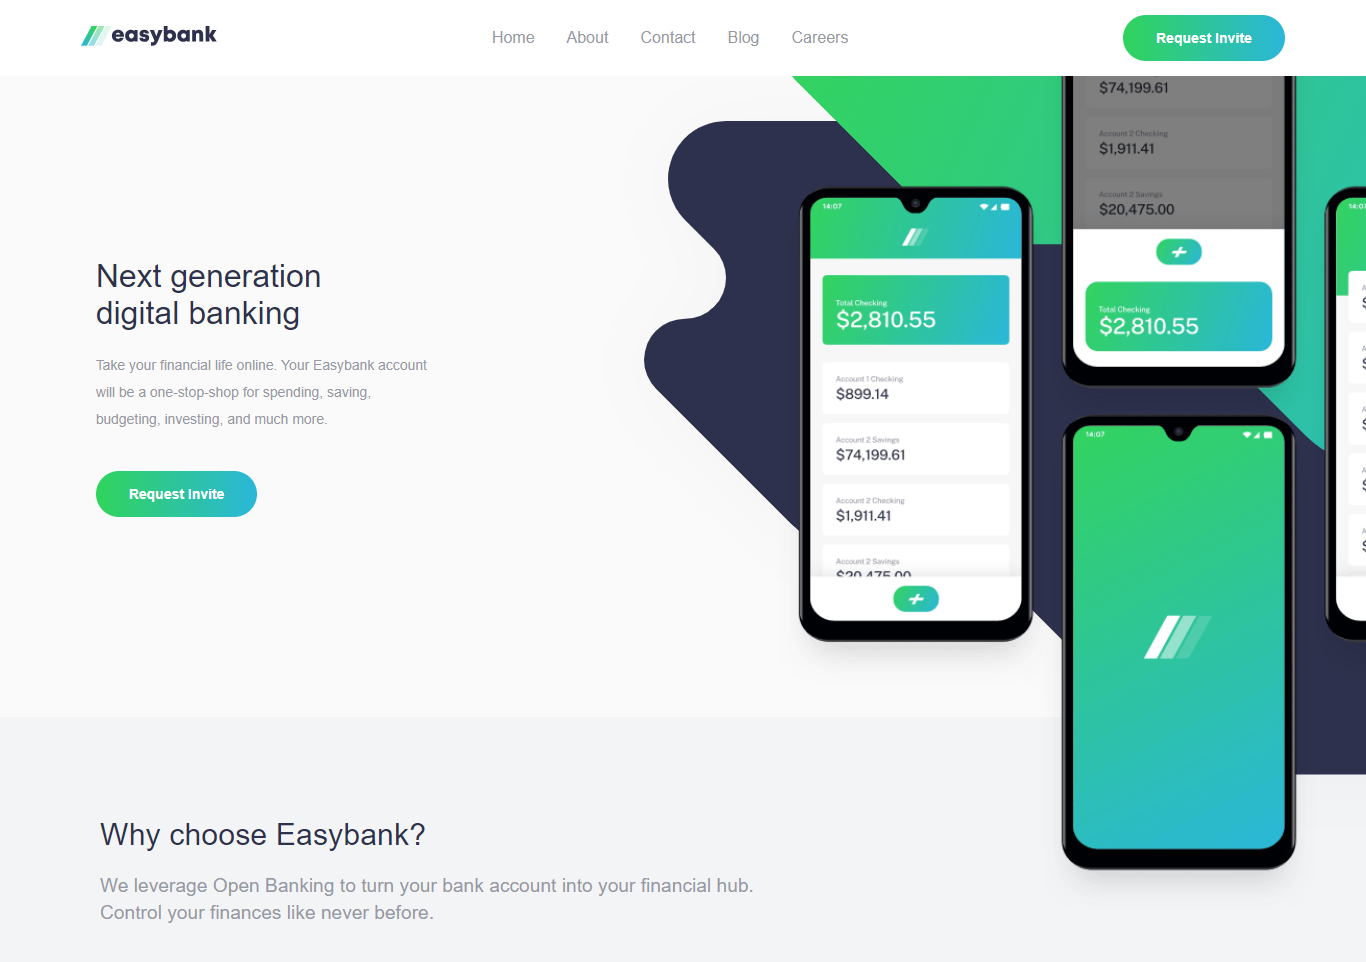 easybank
Home
About
Contact
Blog
Careers
Request Invite
Next generation
digital banking
Take your financial life online. Your Easybank account
will be a one-stop-shop for spending, saving,
budgeting, investing, and much more.
Request Invite
14:07
Total Checking
$2,810.55
Account 1 Checking
$899.14
Account 2 Savings
$74,199.61
Account 2 Checking
$1,911.41
Account 2 Savings
$20,475.00
$74,199.61
Account 2 Checking
$1,911.41
Account 2 Savings
$20,475.00
Total Checking
$2,810.55
14:07
Why choose Easybank?
We leverage Open Banking to turn your bank account into your financial hub.
Control your finances like never before.